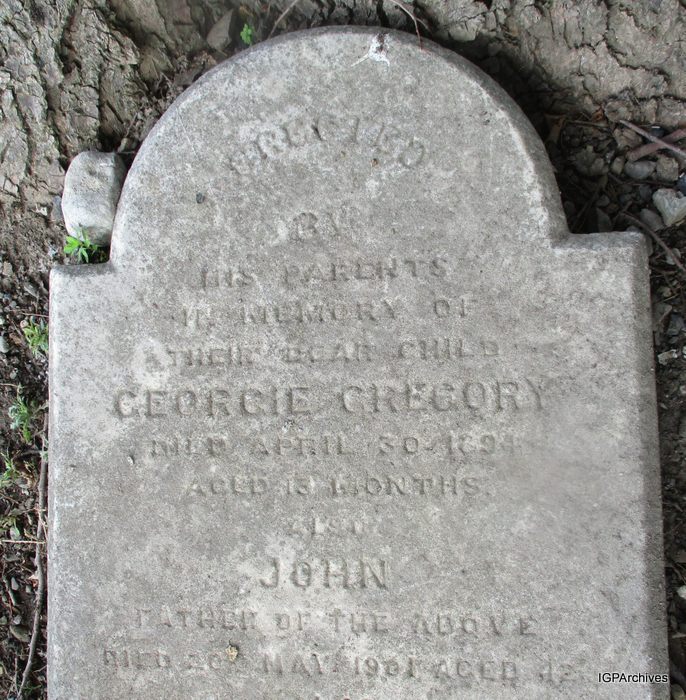 ERECTED
BY
HIS PARENTS
IN MEMORY OF
THEIR DEAR CHILD
GEORGIE GREGORY
DIED APRIL 30 1894
AGED 13 MONTHS.
ALSO
JOHN
FATHER OF THE ABOVE
DIED MAY 1901 AGED 42
IGPArchives